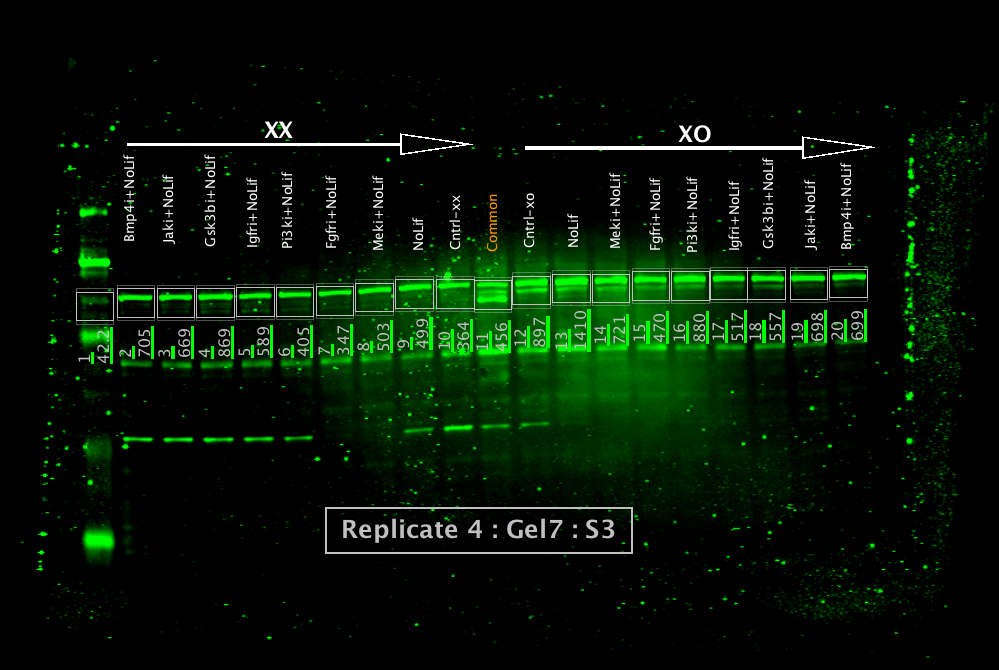 XX
XO
Bmp4i+NoLif
Jaki+NoLif
Gsk3bi+NoLif
Igfri+NoLif
Pi3ki+NoLif
Fgfri+NoLif
Meki+NoLif
NoLif
Cntrl-xx
Common
Cntrl-xo
NoLif
Meki+NoLif
Fgfri+NoLif
Pi3ki+NoLif
Igfri-NoLif
Gsk3bi+NoLif
Jaki+NoLif
Bmp4i+NoLif
1
42.2
2
705
3
669
4
869
5
589
6
405
7
347
8
503
9
499
10
364
11
456
12
897
13
1410
14
721
15
470
16
880
17
517
18
557
19
698
20
699
Replicate 4 : Gel7 : S3